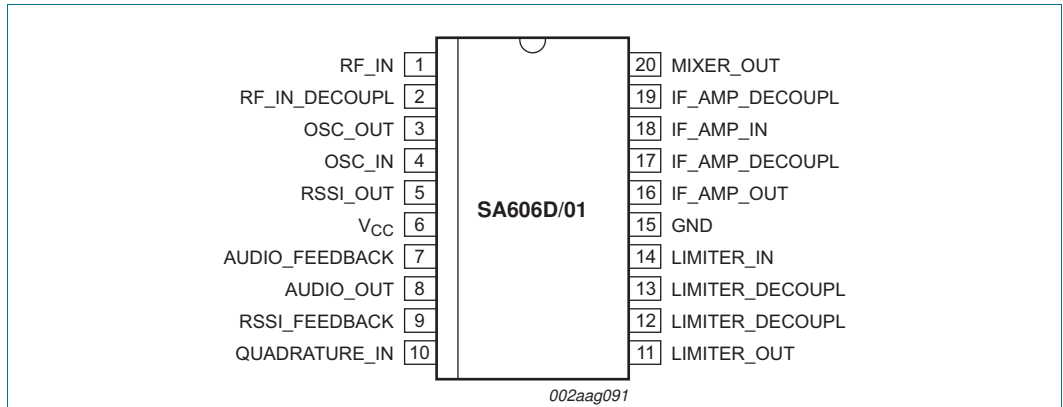 RF_IN 1
RF_IN_DECOUPL 2
OSC_OUT 3
OSC_IN 4
RSSI_OUT 5
VCC 6
AUDIO_FEEDBACK 7
AUDIO_OUT 8
RSSI_FEEDBACK 9
QUADRATURE_IN 10
SA606D/01
20 MIXER_OUT
19 IF_AMP_DECOUPL
18 IF_AMP_IN
17 IF_AMP_DECOUPL
16 IF_AMP_OUT
15 GND
14 LIMITER_IN
13 LIMITER_DECOUPL
12 LIMITER_DECOUPL
11 LIMITER_OUT
002aag091